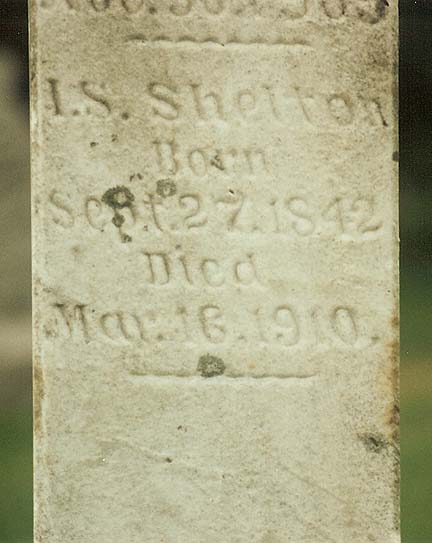 I.S. Shelton
Born
Sept. 27. 1842
Died
Mar. 16. 1910.